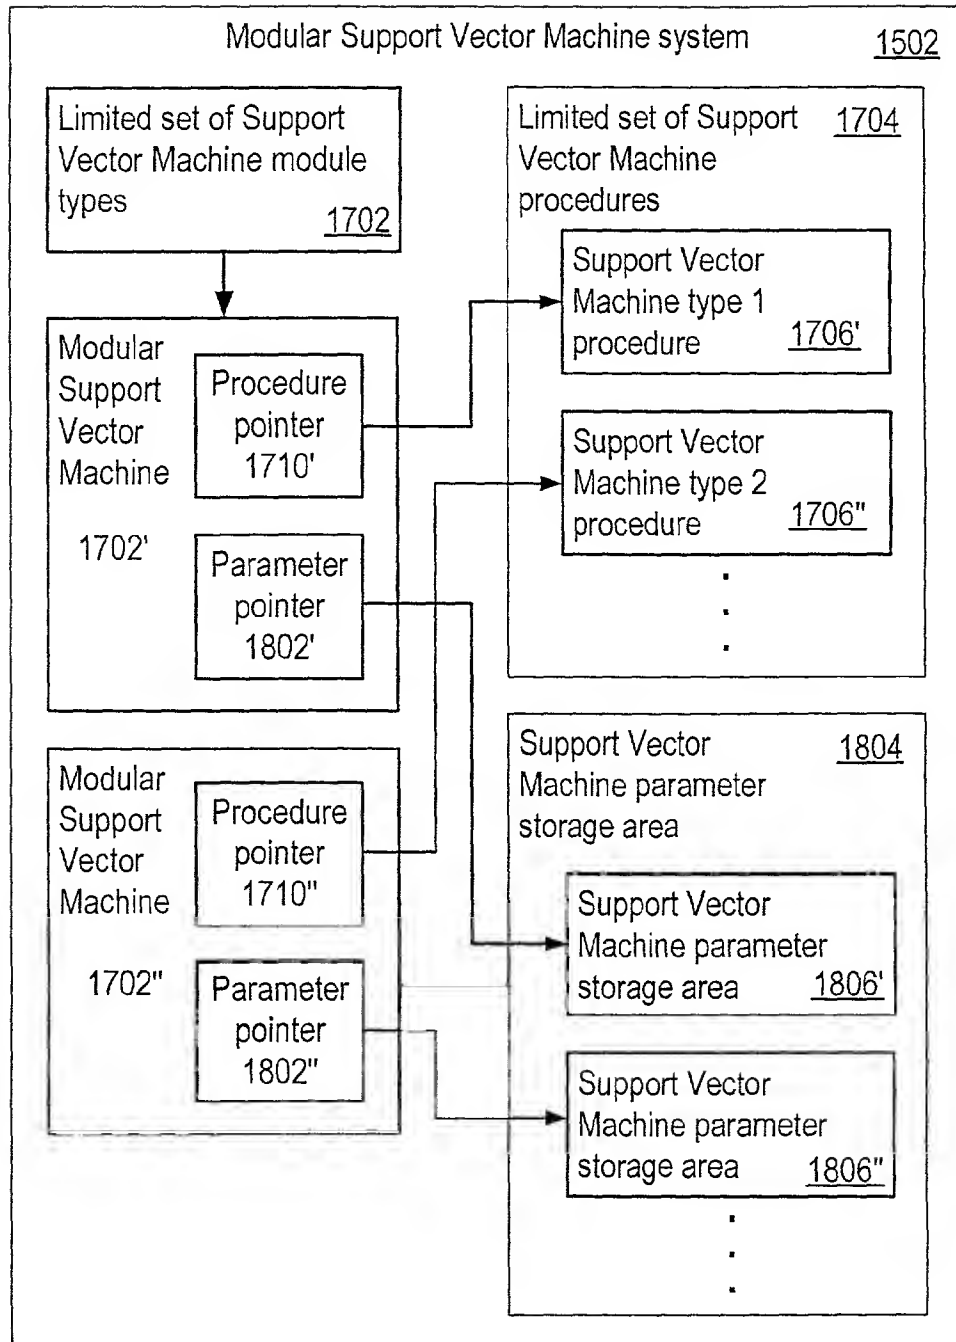 Modular Support Vector Machine system 1502
Limited set of Support
Vector Machine module
types
1702
Modular
Support
Vector
Machine
1702'
Procedure
pointer
1710'
Parameter
pointer
1802'
Modular
Support
Vector
Machine
1702"
Procedure
pointer
1710"
Parameter
pointer
1802"
Limited set of Support 1704
Vector Machine
procedures
Support Vector
Machine type 1
procedure 1706'
Support Vector
Machine type 2
procedure 1706"
Support Vector 1804
Machine parameter
storage area
Support Vector
Machine parameter
storage area 1806'
Support Vector
Machine parameter
storage area 1806"